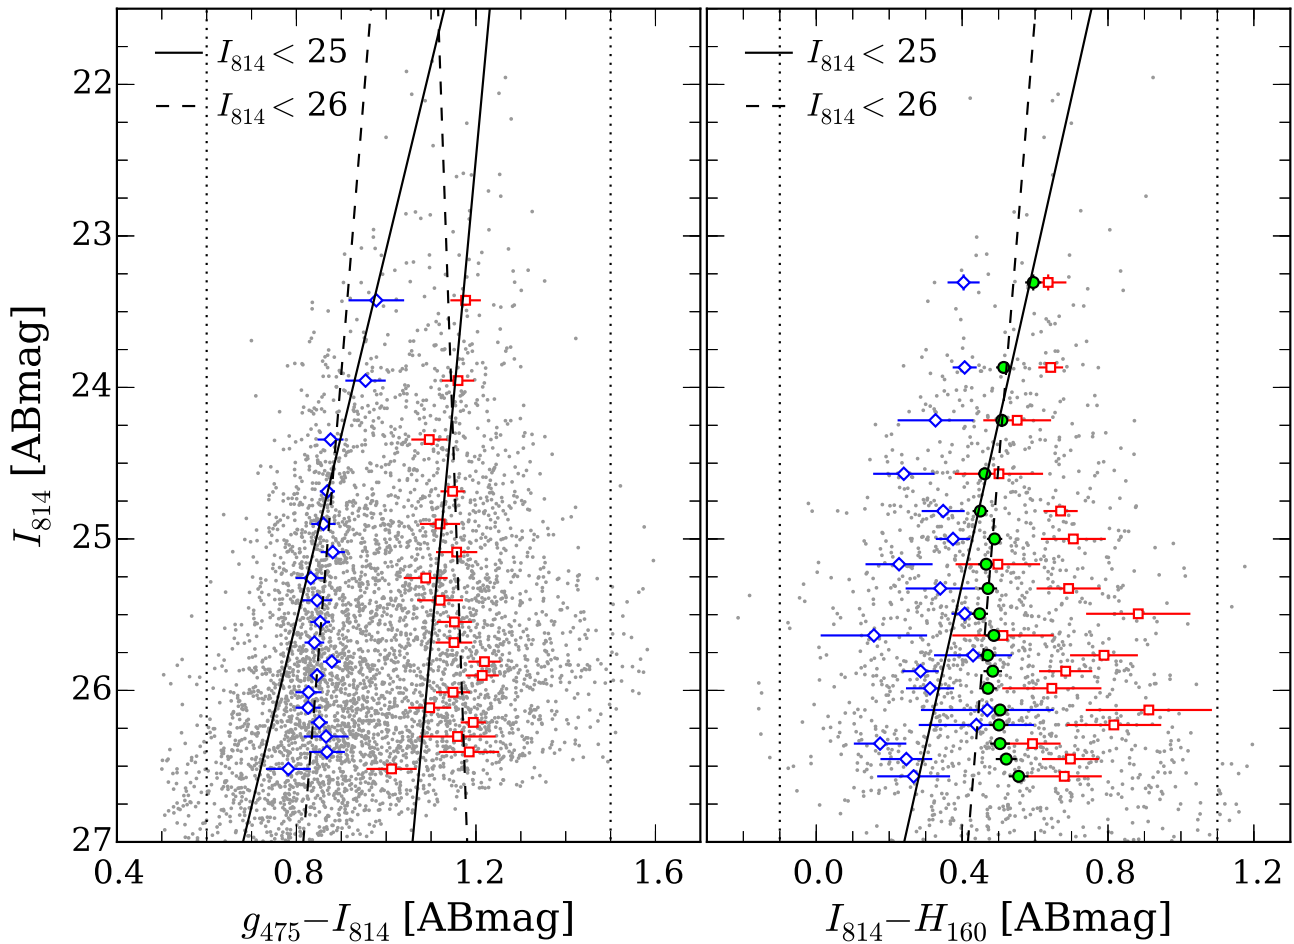 I814 < 25
I814 < 26
I814 < 25
I814 < 26
22
23
24
25
26
27
I814 [ABmag]
0.4 0.8 1.2 1.6
0.0 0.4 0.8 1.2
g475−I814 [ABmag]
I814−H160 [ABmag]